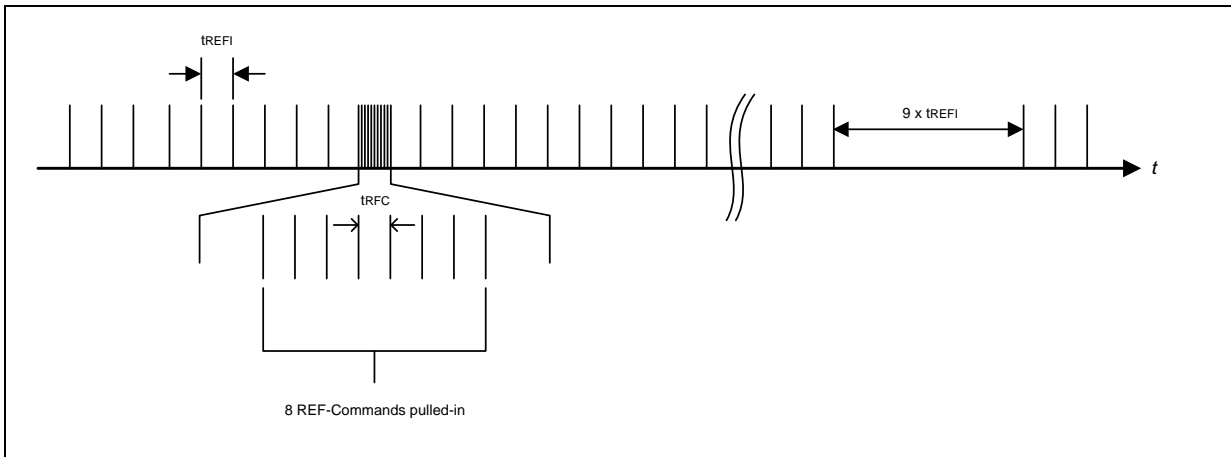 tREFI
9 x tREFI
t
tRFC
8 REF-Commands pulled-in